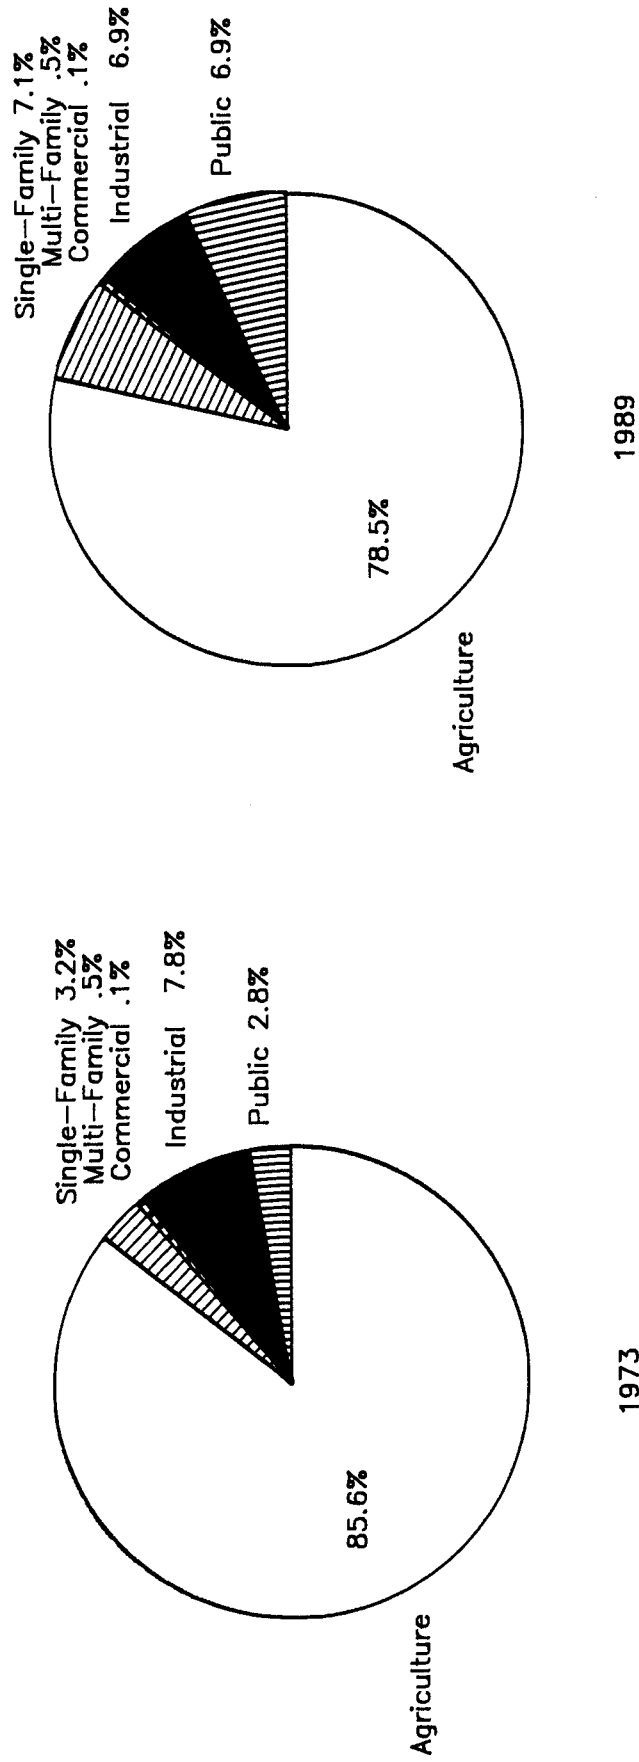 Single-Family 3.2%
Multi-Family .5%
Commercial .1%
Industrial 7.8%
Public 2.8%
85.6%
Agriculture
1973
Single-Family 7.1%
Multi-Family .5%
Commercial .1%
Industrial 6.9%
Public 6.9%
78.5%
Agriculture
1989